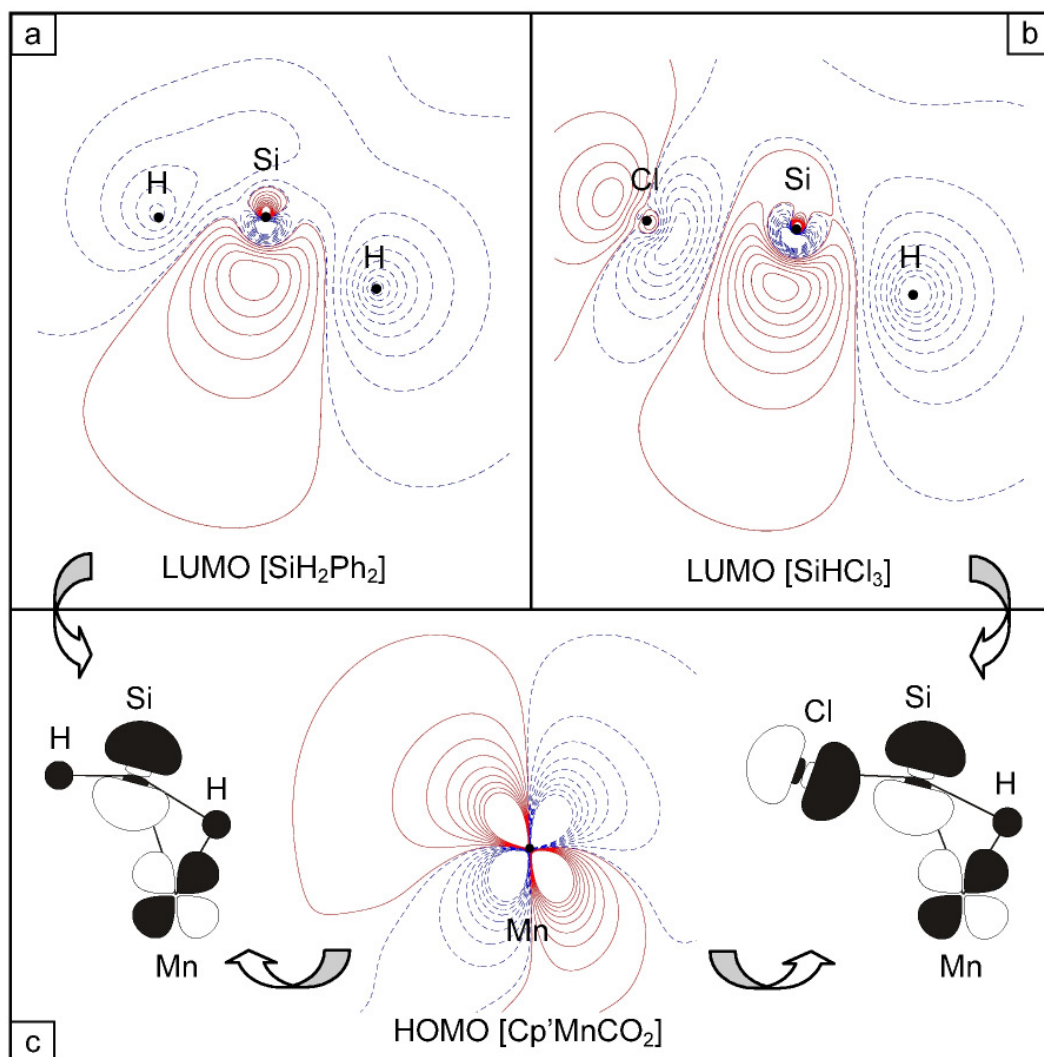 a
b
H
Si
H
Cl
Si
H
LUMO [SiH₂Ph₂]
LUMO [SiHCl₃]
Si
H
H
Mn
Mn
Cl
Si
H
Mn
HOMO [Cp'MnCO₂]
c